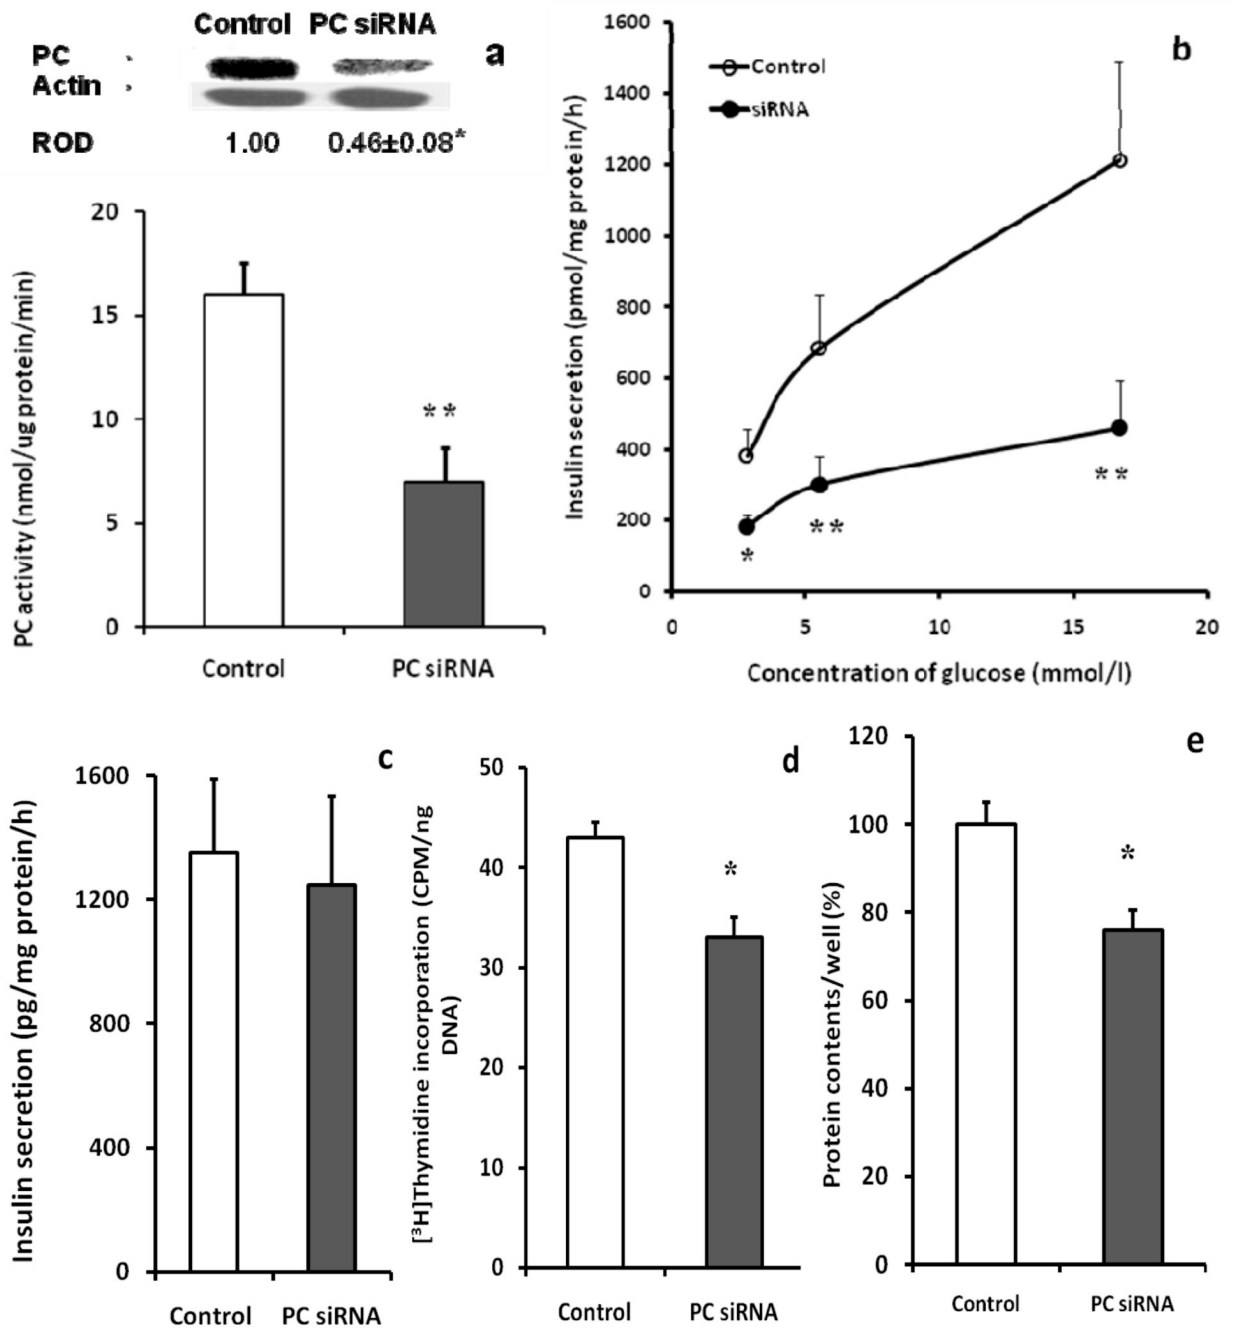 Control PC siRNA
a
PC
Actin
ROD 1.00 0.46±0.08*
PC activity (nmol/ug protein/min)
20
15
10
5
0
**
Control PC siRNA
b
Insulin secretion (pmol/mg protein/h)
1600
1400
1200
1000
800
600
400
200
0
Control
siRNA
*
**
**
0 5 10 15 20
Concentration of glucose (mmol/l)
c
Insulin secretion (pg/mg protein/h)
1600
1200
800
400
0
Control PC siRNA
d
[³H]Thymidine incorporation (CPM/ng
DNA)
50
40
30
20
10
0
*
Control PC siRNA
e
Protein contents/well (%)
120
100
80
60
40
20
0
*
Control PC siRNA